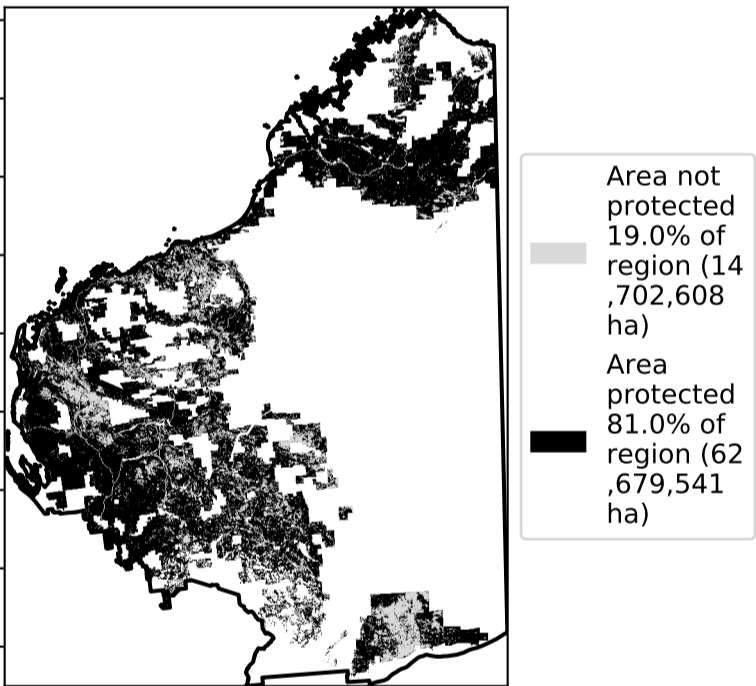 Area not
protected
19.0% of
region (14
,702,608
ha)
Area
protected
81.0% of
region (62
,679,541
ha)